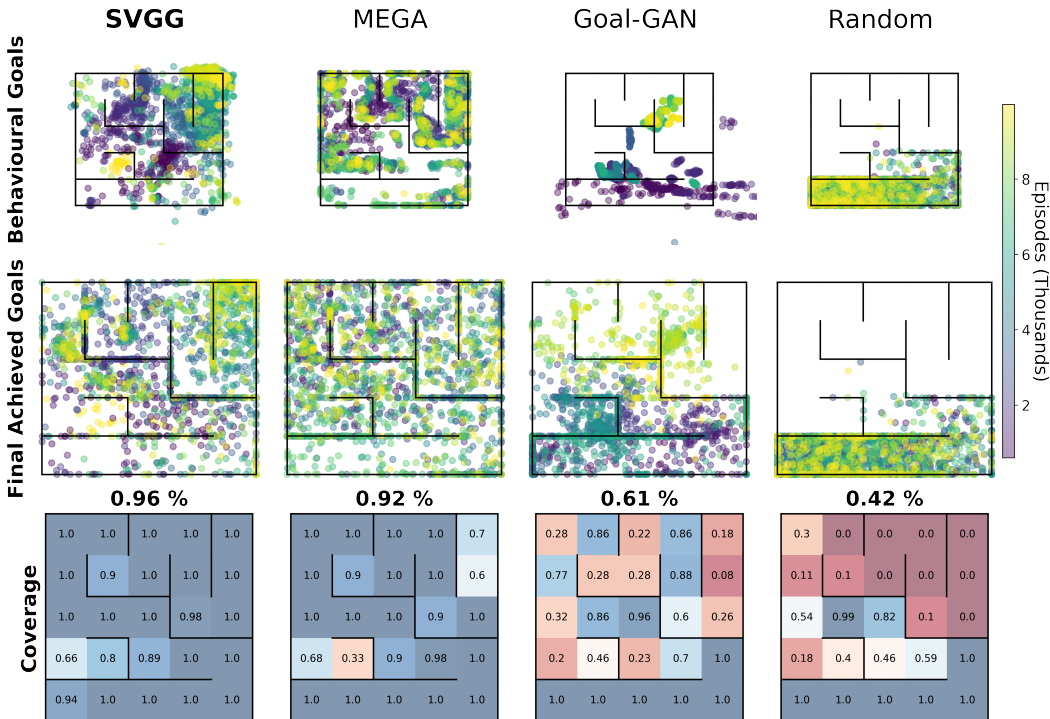 SVGG MEGA Goal-GAN Random
Behavioural Goals
Final Achieved Goals
Coverage
8
6
4
2
Episodes (Thousands)
0.96 % 0.92 % 0.61 % 0.42 %
1.0 1.0 1.0 1.0 1.0 1.0 1.0 1.0 1.0 0.7 0.28 0.86 0.22 0.86 0.18 0.3 0.0 0.0 0.0 0.0
1.0 0.9 1.0 1.0 1.0 1.0 0.9 1.0 1.0 0.6 0.77 0.28 0.28 0.88 0.08 0.11 0.1 0.0 0.0 0.0
1.0 1.0 1.0 0.98 1.0 1.0 1.0 1.0 0.9 1.0 0.32 0.86 0.96 0.6 0.26 0.54 0.99 0.82 0.1 0.0
0.66 0.8 0.89 1.0 1.0 0.68 0.33 0.9 0.98 1.0 0.2 0.46 0.23 0.7 1.0 0.18 0.4 0.46 0.59 1.0
0.94 1.0 1.0 1.0 1.0 1.0 1.0 1.0 1.0 1.0 1.0 1.0 1.0 1.0 1.0 1.0 1.0 1.0 1.0 1.0